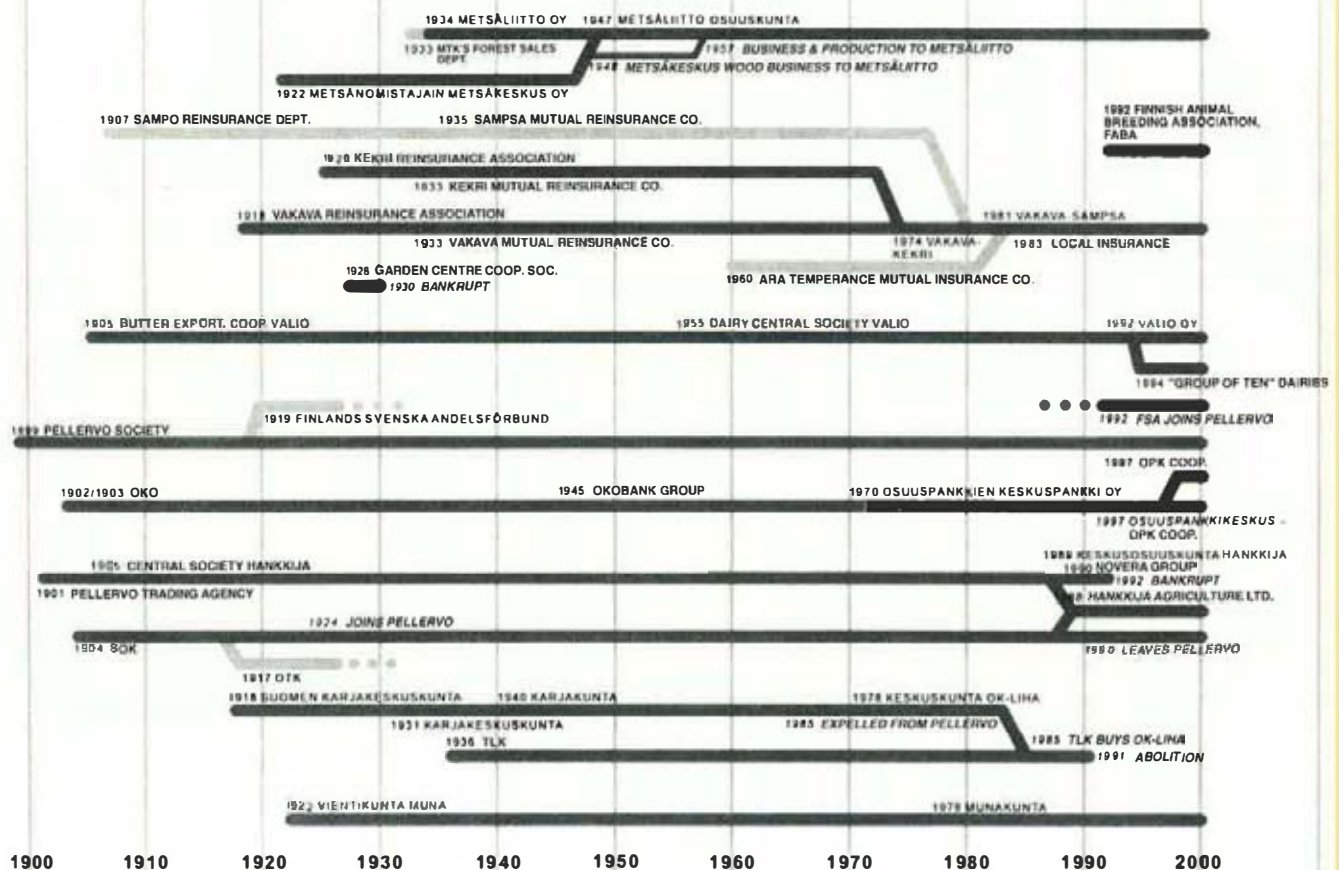 1934 METSÄLIITTO OY 1947 METSÄLIITTO OSUUSKUNTA
1933 MTK'S FOREST SALES
DEPT.
1957 BUSINESS & PRODUCTION TO METSÄLIITTO
1948 METSÄKESKUS WOOD BUSINESS TO METSÄLIITTO
1922 METSÄNOMISTAJAIN METSÄKESKUS OY
1992 FINNISH ANIMAL
BREEDING ASSOCIATION,
FABA
1907 SAMPO REINSURANCE DEPT. 1935 SAMPSA MUTUAL REINSURANCE CO.
KEKRI REINSURANCE ASSOCIATION
1933 KEKRI MUTUAL REINSURANCE CO.
1918 VAKAVA REINSURANCE ASSOCIATION 1981 VAKAVA-SAMPSA
1933 VAKAVA MUTUAL REINSURANCE CO. 1974 VAKAVA-
KEKRI
1983 LOCAL INSURANCE
1928 GARDEN CENTRE COOP. SOC.
1930 BANKRUPT
1960 ARA TEMPERANCE MUTUAL INSURANCE CO.
1905 BUTTER EXPORT. COOP VALIO 1955 DAIRY CENTRAL SOCIETY VALIO 1992 VALIO OY
1994 "GROUP OF TEN" DAIRIES
1919 FINLANDS SVENSKA ANDELSFÖRBUND 1992 FSA JOINS PELLERVO
1899 PELLERVO SOCIETY
1997 OPK COOP.
1902/1903 OKO 1945 OKOBANK GROUP 1970 OSUUSPANKKIEN KESKUSPANKKI OY
1997 OSUUSPANKKIKESKUS -
OPK COOP.
KESKUSOSUUSKUNTA HANKKIJA
1905 CENTRAL SOCIETY HANKKIJA 1990 NOVERA GROUP
1992 BANKRUPT
1901 PELLERVO TRADING AGENCY HANKKIJA AGRICULTURE LTD.
1924 JOINS PELLERVO
1904 SOK 1990 LEAVES PELLERVO
1917 OTK
1918 SUOMEN KARJAKESKUSKUNTA 1940 KARJAKUNTA 1978 KESKUSKUNTA OK-LIHA
1931 KARJAKESKUSKUNTA 1985 EXPELLED FROM PELLERVO
1936 TLK 1985 TLK BUYS OK-LIHA
1991 ABOLITION
VIENTIKUNTA MUNA 1979 MUNAKUNTA
1900 1910 1920 1930 1940 1950 1960 1970 1980 1990 2000